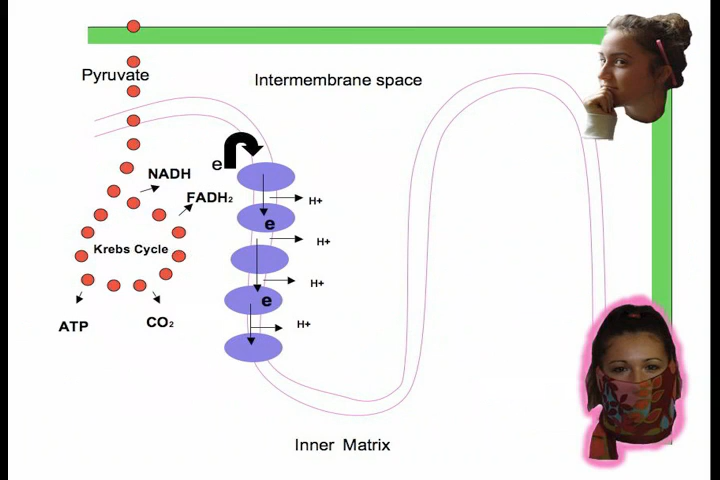 Pyruvate
Intermembrane space
e
NADH
FADH2
H+
e
H+
Krebs Cycle
H+
e
ATP
CO2
H+
Inner Matrix